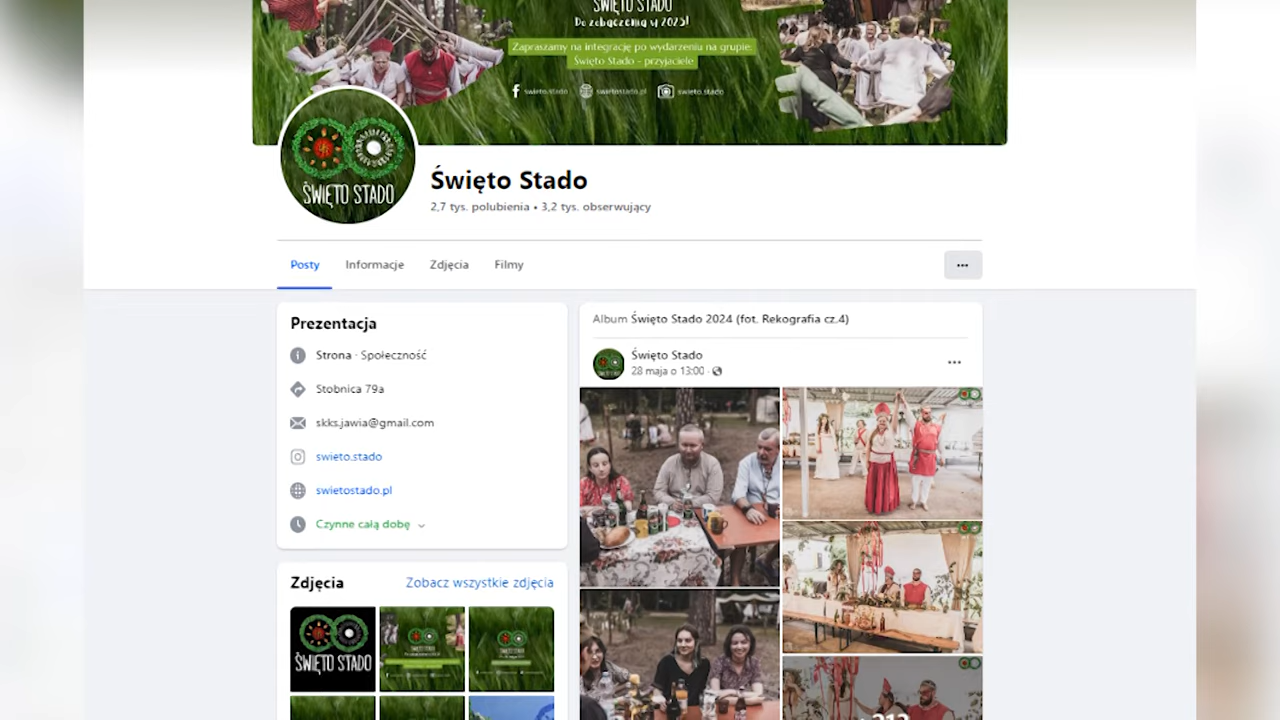 ŚWIĘTO STADO
Do zobaczenia w 2025!
Zapraszamy na integrację po wydarzeniu na grupie:
Święto Stado - przyjaciele
swieto.stado swietostado.pl swieto.stado
ŚWIĘTO STADO
Święto Stado
2,7 tys. polubienia • 3,2 tys. obserwujący
Posty Informacje Zdjęcia Filmy
Prezentacja
Strona · Społeczność
Stobnica 79a
skks.jawia@gmail.com
swieto.stado
swietostado.pl
Czynne całą dobę
Zdjęcia Zobacz wszystkie zdjęcia
ŚWIĘTO STADO
Album Święto Stado 2024 (fot. Rekografia cz.4)
Święto Stado
28 maja o 13:00 ·